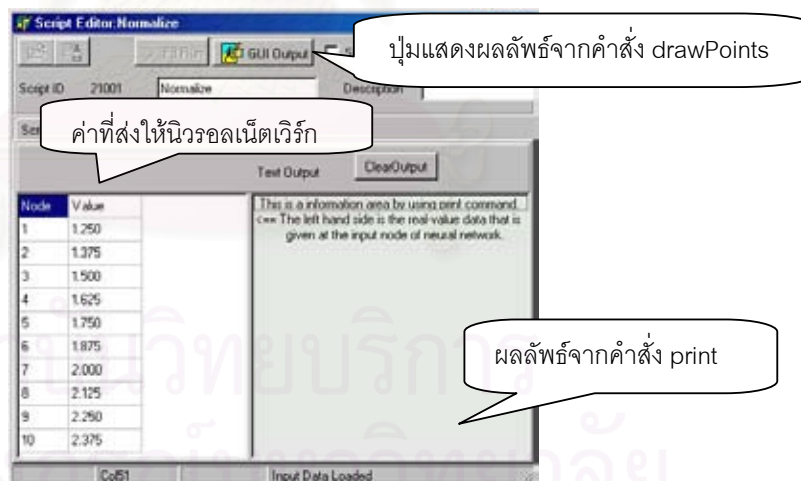 Script Editor:Normalize
GUI Output
ปุ่มแสดงผลลัพธ์จากคำสั่ง drawPoints
Script ID 21001 Normalize Description
ค่าที่ส่งให้นิวรอลเน็ตเวิร์ก
Text Output ClearOutput
Node Value
1 1.250
2 1.375
3 1.500
4 1.625
5 1.750
6 1.875
7 2.000
8 2.125
9 2.250
10 2.375
This is a information area by using print command.
<== The left hand side is the real-value data that is
given at the input node of neural network.
ผลลัพธ์จากคำสั่ง print
Col51 Input Data Loaded